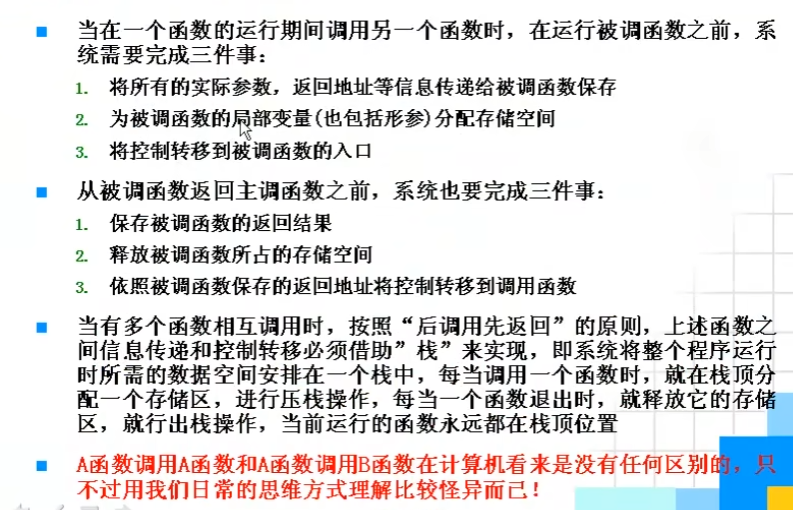 当在一个函数的运行期间调用另一个函数时，在运行被调函数之前，系
统需要完成三件事：
1. 将所有的实际参数，返回地址等信息传递给被调函数保存
2. 为被调函数的局部变量(也包括形参)分配存储空间
3. 将控制转移到被调函数的入口
从被调函数返回主调函数之前，系统也要完成三件事：
1. 保存被调函数的返回结果
2. 释放被调函数所占的存储空间
3. 依照被调函数保存的返回地址将控制转移到调用函数
当有多个函数相互调用时，按照“后调用先返回”的原则，上述函数之
间信息传递和控制转移必须借助”栈”来实现，即系统将整个程序运行
时所需的数据空间安排在一个栈中，每当调用一个函数时，就在栈顶分
配一个存储区，进行压栈操作，每当一个函数退出时，就释放它的存储
区，就行出栈操作，当前运行的函数永远都在栈顶位置
A函数调用A函数和A函数调用B函数在计算机看来是没有任何区别的，只
不过用我们日常的思维方式理解比较怪异而已！